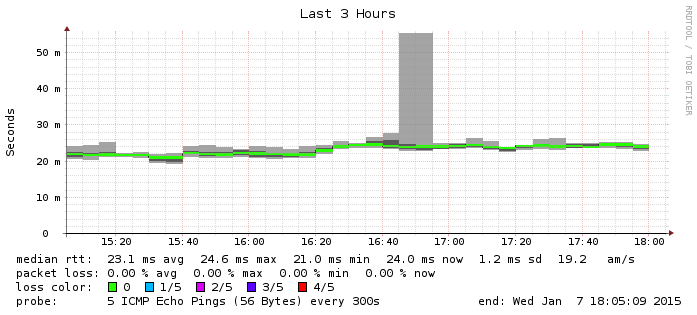 Last 3 Hours
RRDTOOL / TOBI OETIKER
Seconds
50 m
40 m
30 m
20 m
10 m
0
15:20 15:40 16:00 16:20 16:40 17:00 17:20 17:40 18:00
median rtt: 23.1 ms avg 24.6 ms max 21.0 ms min 24.0 ms now 1.2 ms sd 19.2 am/s
packet loss: 0.00 % avg 0.00 % max 0.00 % min 0.00 % now
loss color: 0 1/5 2/5 3/5 4/5
probe: 5 ICMP Echo Pings (56 Bytes) every 300s end: Wed Jan 7 18:05:09 2015